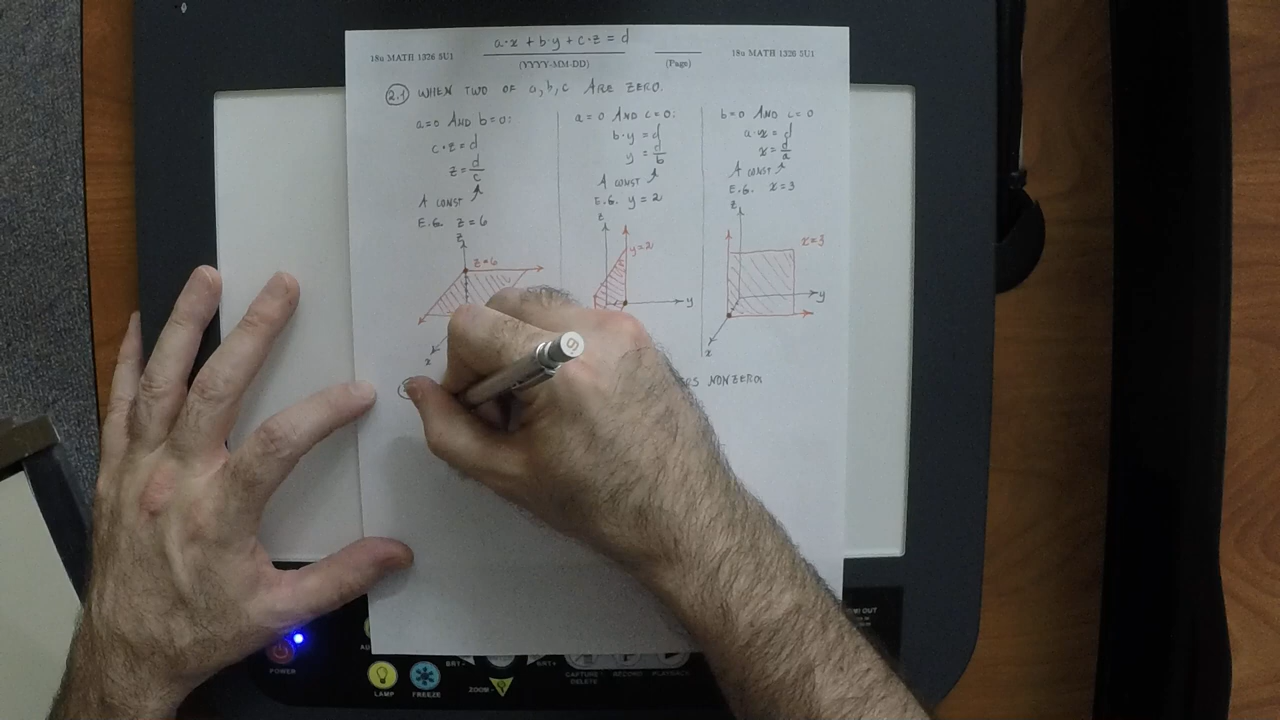 a·x + b·y + c·z = d
18u MATH 1326 5U1
(YYYY-MM-DD)
(Page)
18u MATH 1326 5U1
2.1 WHEN TWO OF a, b, c ARE ZERO.
a=0 AND b=0:
c·z = d
z = d/c
A CONST
E.G. z=6
z
z=6
x
a=0 AND c=0:
b·y = d
y = d/b
A CONST
E.G. y=2
z
y=2
y
b=0 AND c=0
a·x = d
x = d/a
A CONST
E.G. x=3
z
x=3
y
x
NONZERO
POWER
LAMP
FREEZE
BRT-
BRT+
ZOOM
CAPTURE
DELETE
RECORD
PLAYBACK